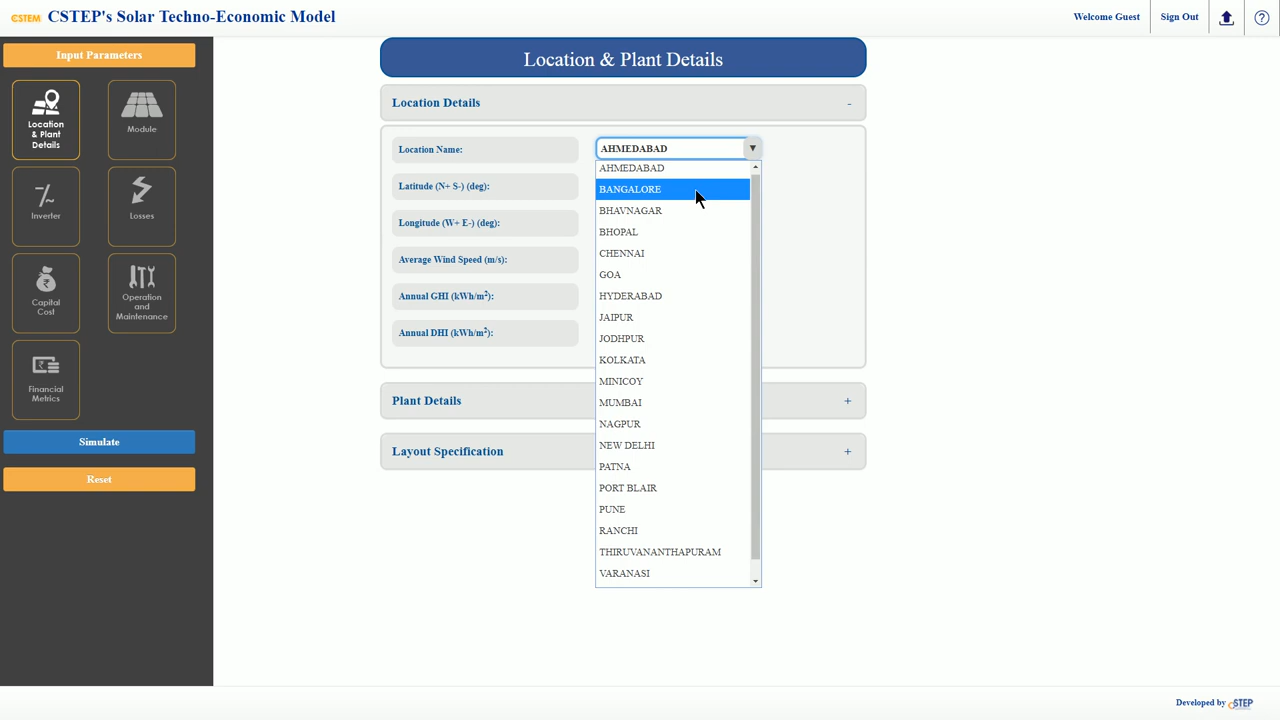 CSTEM CSTEP's Solar Techno-Economic Model
Welcome Guest
Sign Out
?
Input Parameters
Location
& Plant
Details
Module
Inverter
Losses
Capital
Cost
Operation
and
Maintenance
Financial
Metrics
Simulate
Reset
Location & Plant Details
Location Details -
Location Name: AHMEDABAD
Latitude (N+ S-) (deg):
Longitude (W+ E-) (deg):
Average Wind Speed (m/s):
Annual GHI (kWh/m²):
Annual DHI (kWh/m²):
AHMEDABAD
BANGALORE
BHAVNAGAR
BHOPAL
CHENNAI
GOA
HYDERABAD
JAIPUR
JODHPUR
KOLKATA
MINICOY
MUMBAI
NAGPUR
NEW DELHI
PATNA
PORT BLAIR
PUNE
RANCHI
THIRUVANANTHAPURAM
VARANASI
Plant Details +
Layout Specification +
Developed by CSTEP